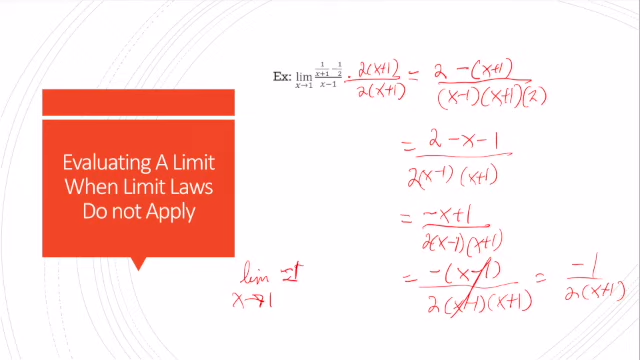 Evaluating A Limit
When Limit Laws
Do not Apply
Ex: lim x→1 (1/(x+1) − 1/2)/(x−1) · 2(x+1)/2(x+1) = 2 −(x+1)/(x−1)(x+1)(2)
= 2−x−1/2(x−1)(x+1)
= −x+1/2(x−1)(x+1)
= −(x−1)/2(x−1)(x+1) = −1/2(x+1)
lim x→1